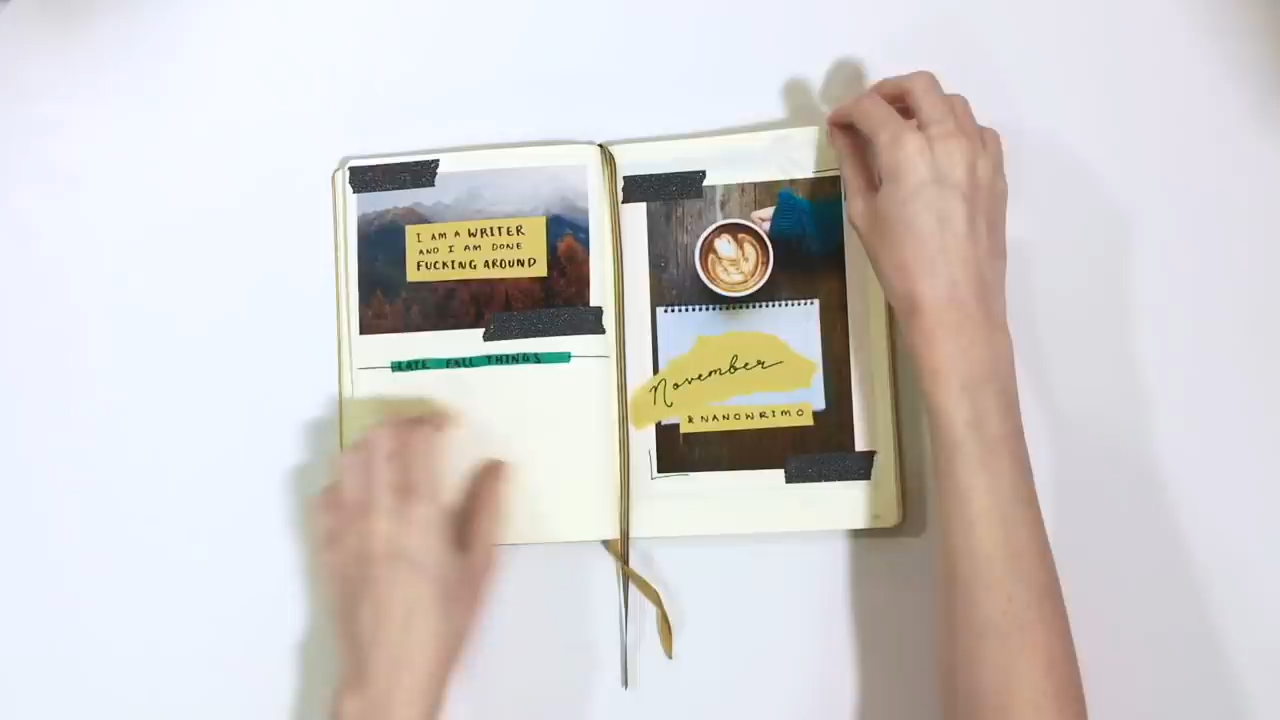 I AM A WRITER
AND I AM DONE
FUCKING AROUND
LATE FALL THINGS
November
& NANOWRIMO